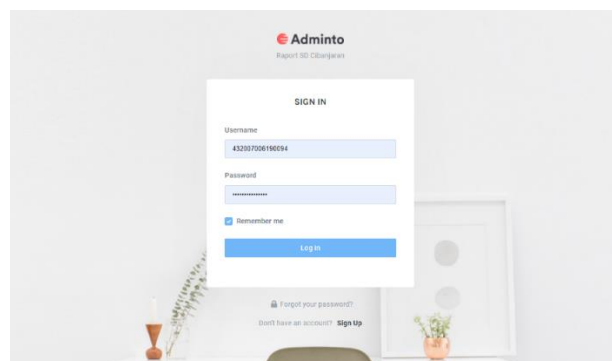 Adminto
Raport SD Cibanjaran
SIGN IN
Username
432007006196094
Password
Remember me
Log in
Forgot your password?
Don't have an account? Sign Up